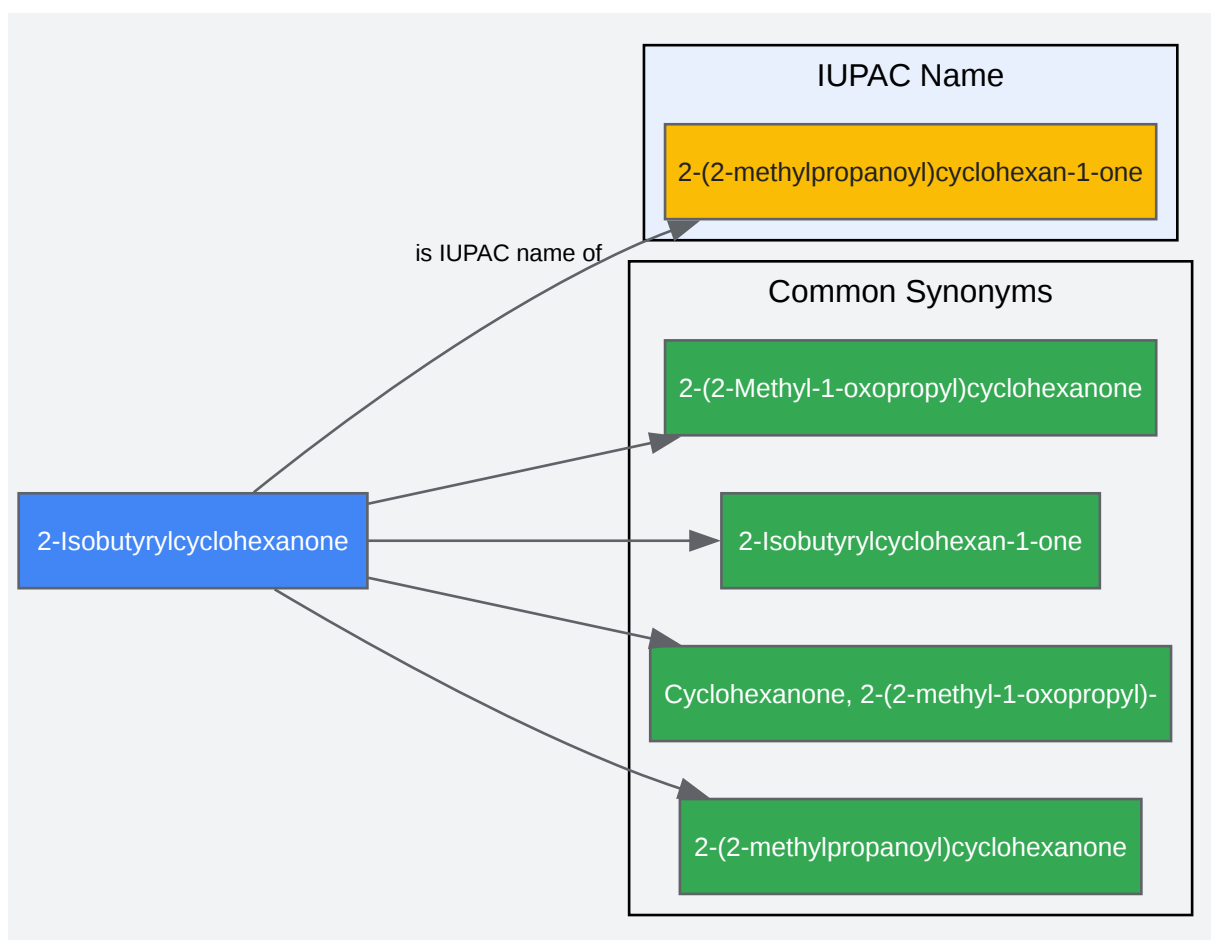 IUPAC Name
2-(2-methylpropanoyl)cyclohexan-1-one
is IUPAC name of
Common Synonyms
2-(2-Methyl-1-oxopropyl)cyclohexanone
2-Isobutyrylcyclohexanone
2-Isobutyrylcyclohexan-1-one
Cyclohexanone, 2-(2-methyl-1-oxopropyl)-
2-(2-methylpropanoyl)cyclohexanone